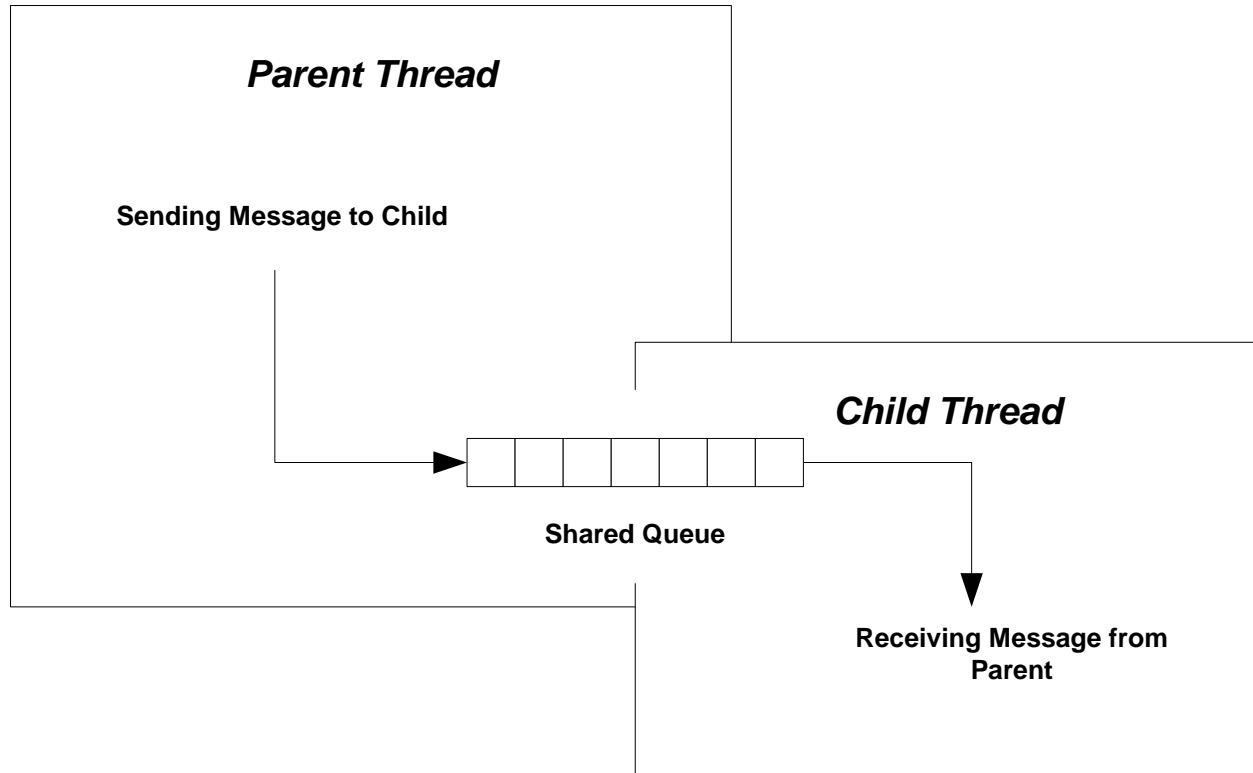 Parent Thread
Sending Message to Child
Child Thread
Shared Queue
Receiving Message from
Parent